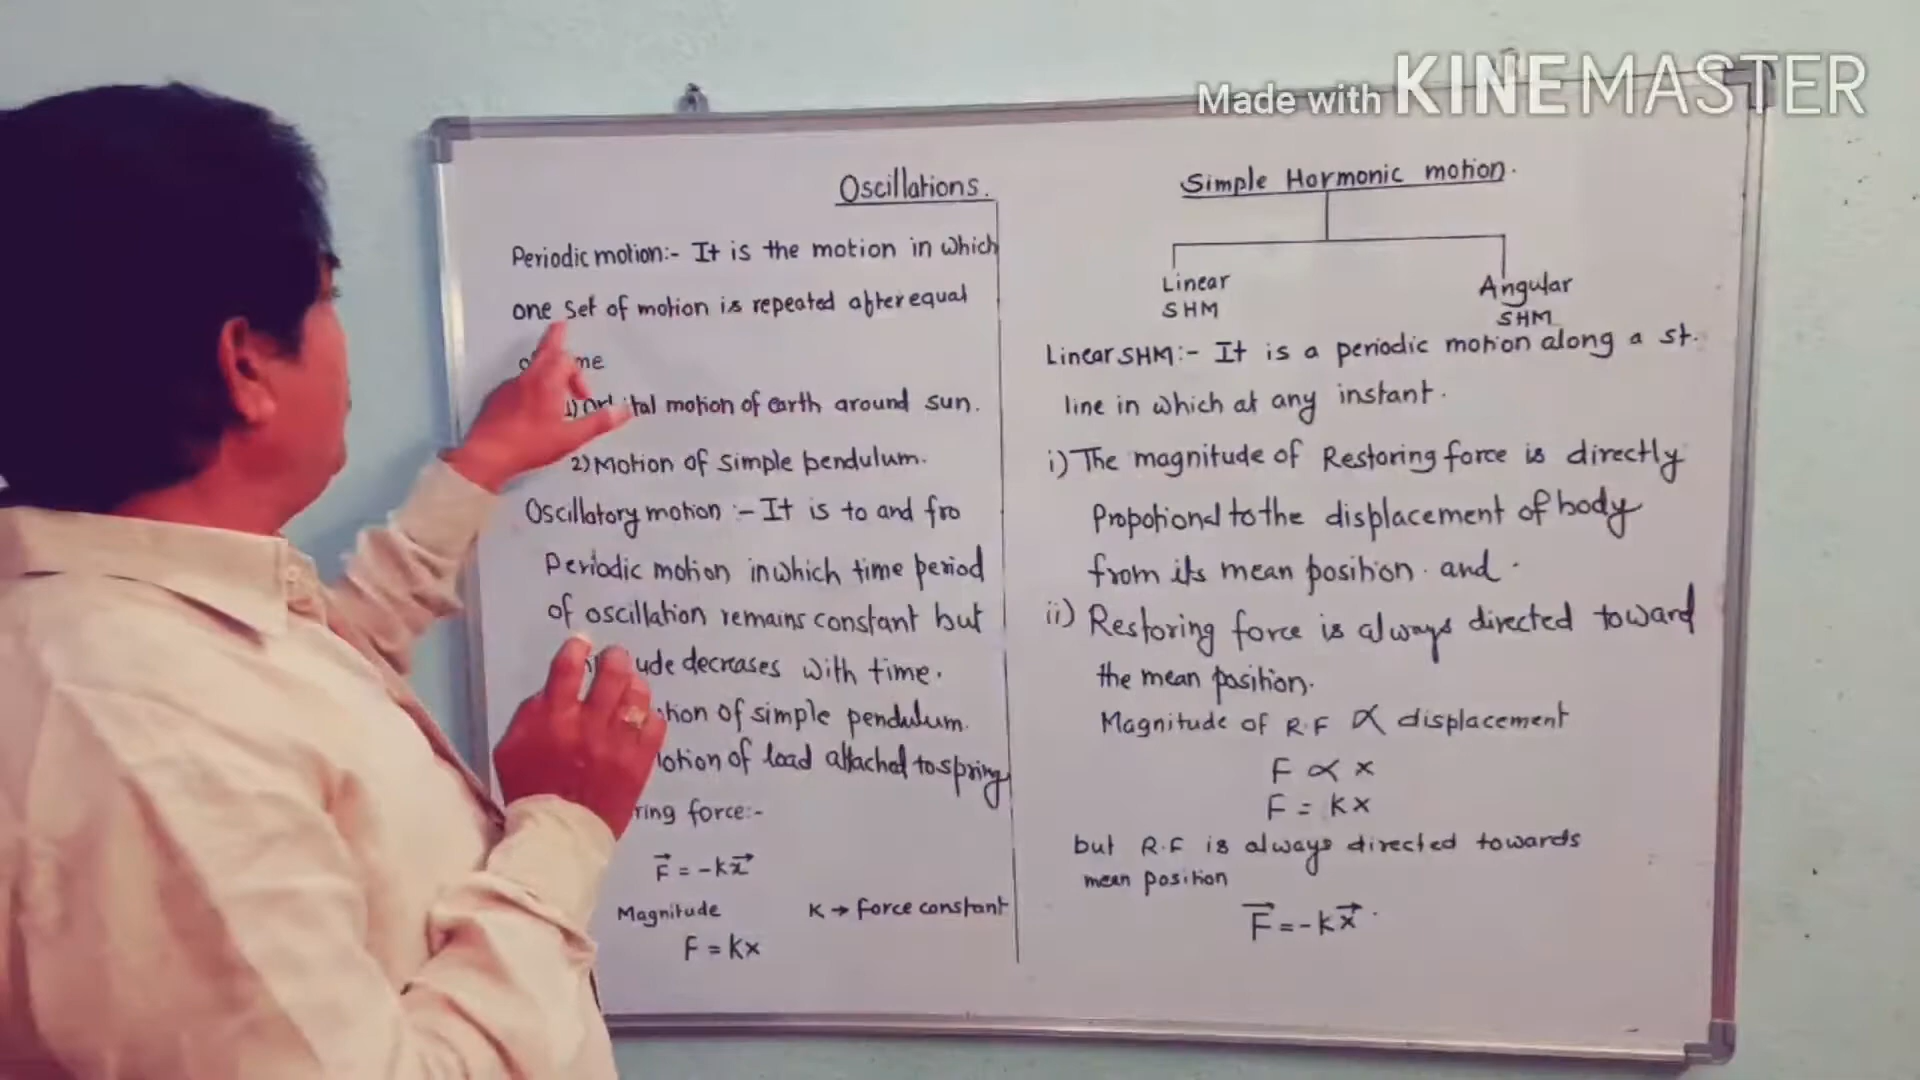 Made with KINEMASTER
Oscillations.
Periodic motion:- It is the motion in which
one set of motion is repeated after equal
1) Orbital motion of earth around sun.
2) Motion of simple pendulum.
Oscillatory motion :- It is to and fro
Periodic motion in which time period
of oscillation remains constant but
decreases with time.
of simple pendulum.
of load attached to spring
force:-
F⃗ = -kx⃗
Magnitude
K → force constant
F = kx
Simple Harmonic motion.
Linear
SHM
Angular
SHM
Linear SHM:- It is a periodic motion along a st.
line in which at any instant.
i) The magnitude of Restoring force is directly
Propotional to the displacement of body
from its mean position. and.
ii) Restoring force is always directed toward
the mean position.
Magnitude of R.F ∝ displacement
F ∝ x
F = kx
but R.F is always directed towards
mean position
F⃗ = -kx⃗.